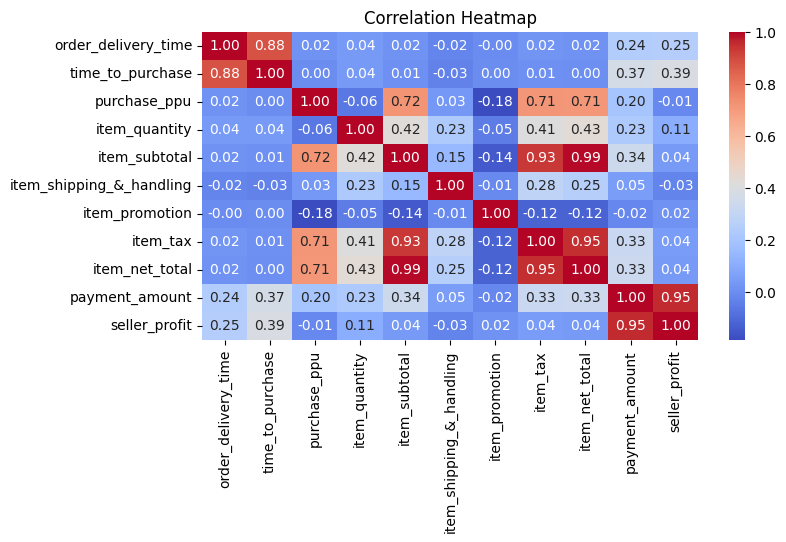 Correlation Heatmap
order_delivery_time 1.00 0.88 0.02 0.04 0.02 -0.02 -0.00 0.02 0.02 0.24 0.25
time_to_purchase 0.88 1.00 0.00 0.04 0.01 -0.03 0.00 0.01 0.00 0.37 0.39
purchase_ppu 0.02 0.00 1.00 -0.06 0.72 0.03 -0.18 0.71 0.71 0.20 -0.01
item_quantity 0.04 0.04 -0.06 1.00 0.42 0.23 -0.05 0.41 0.43 0.23 0.11
item_subtotal 0.02 0.01 0.72 0.42 1.00 0.15 -0.14 0.93 0.99 0.34 0.04
item_shipping_&_handling -0.02 -0.03 0.03 0.23 0.15 1.00 -0.01 0.28 0.25 0.05 -0.03
item_promotion -0.00 0.00 -0.18 -0.05 -0.14 -0.01 1.00 -0.12 -0.12 -0.02 0.02
item_tax 0.02 0.01 0.71 0.41 0.93 0.28 -0.12 1.00 0.95 0.33 0.04
item_net_total 0.02 0.00 0.71 0.43 0.99 0.25 -0.12 0.95 1.00 0.33 0.04
payment_amount 0.24 0.37 0.20 0.23 0.34 0.05 -0.02 0.33 0.33 1.00 0.95
seller_profit 0.25 0.39 -0.01 0.11 0.04 -0.03 0.02 0.04 0.04 0.95 1.00
order_delivery_time
time_to_purchase
purchase_ppu
item_quantity
item_subtotal
item_shipping_&_handling
item_promotion
item_tax
item_net_total
payment_amount
seller_profit
1.0
0.8
0.6
0.4
0.2
0.0